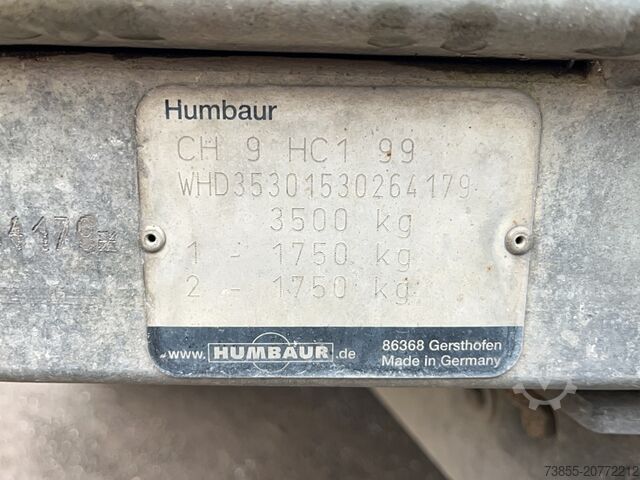 Humbaur
CH 9 HC1 99
WHD35301530264179
3500 kg
1 - 1750 kg
2 - 1750 kg
www. HUMBAUR .de
86368 Gersthofen
Made in Germany
73855-20772212